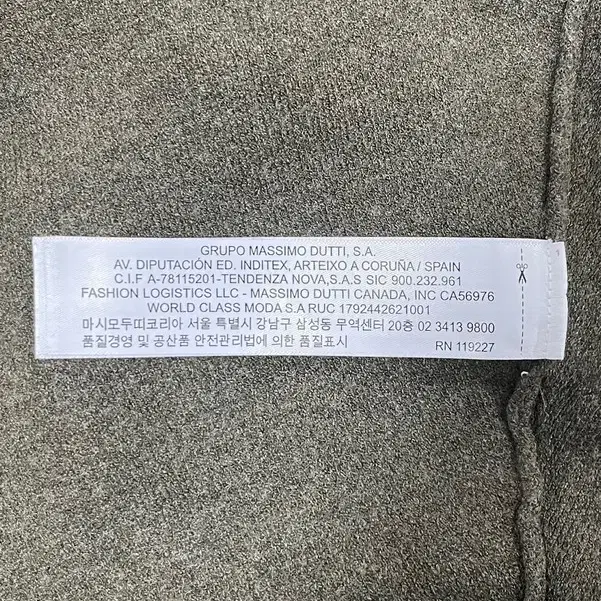 GRUPO MASSIMO DUTTI, S.A.
AV. DIPUTACIÓN ED. INDITEX, ARTEIXO A CORUÑA / SPAIN
C.I.F A-78115201-TENDENZA NOVA,S.A.S SIC 900.232.961
FASHION LOGISTICS LLC - MASSIMO DUTTI CANADA, INC CA56976
WORLD CLASS MODA S.A RUC 1792442621001
마시모두띠코리아 서울 특별시 강남구 삼성동 무역센터 20층 02 3413 9800
품질경영 및 공산품 안전관리법에 의한 품질표시
RN 119227